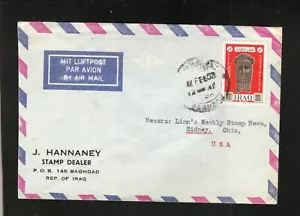 MIT LUFTPOST
PAR AVION
BY AIR MAIL
IRAQ
Messrs: Linn's Weekly Stamp News,
Sidney, Ohio,
USA
J. HANNANEY
STAMP DEALER
P. O. B. 146 BAGHDAD
REP OF IRAQ